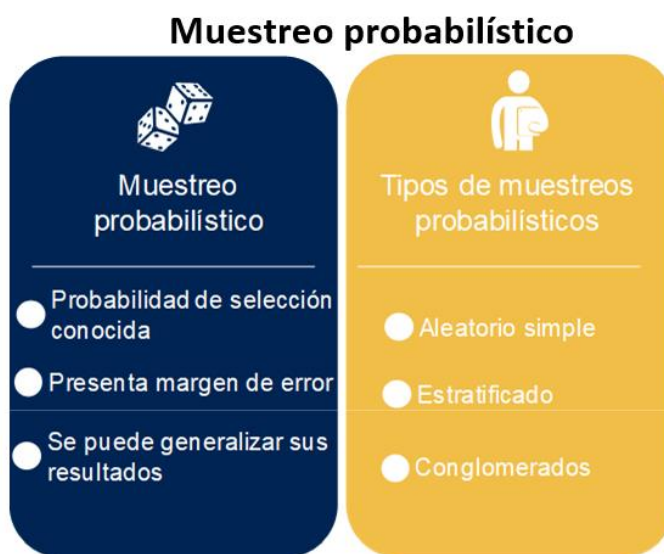 Muestreo probabilístico
Muestreo
probabilístico
Probabilidad de selección
conocida
Presenta margen de error
Se puede generalizar sus
resultados
Tipos de muestreos
probabilísticos
Aleatorio simple
Estratificado
Conglomerados